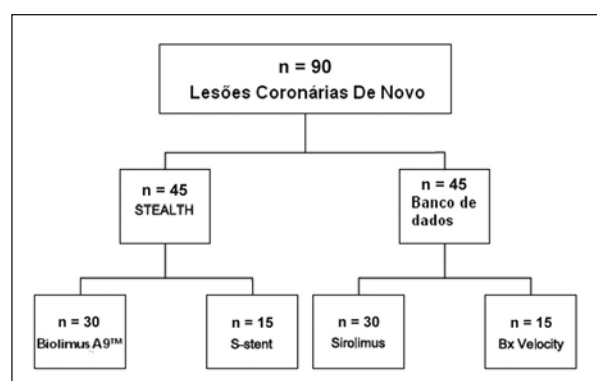 n = 90
Lesões Coronárias De Novo
n = 45
STEALTH
n = 45
Banco de
dados
n = 30
Biolimus A9™
n = 15
S-stent
n = 30
Sirolimus
n = 15
Bx Velocity